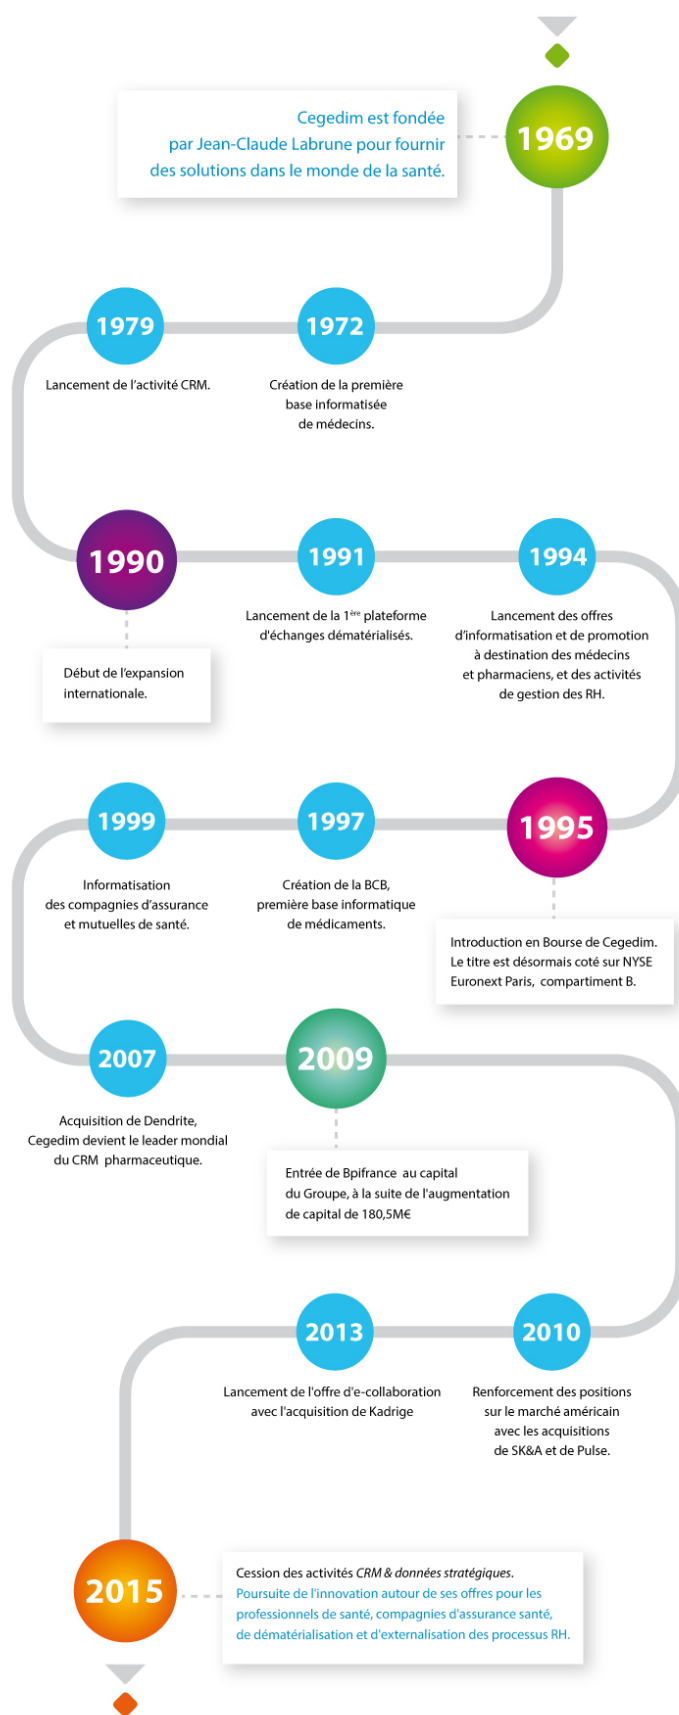 1969
Cegedim est fondée
par Jean-Claude Labrune pour fournir
des solutions dans le monde de la santé.
1972
Création de la première
base informatisée
de médecins.
1979
Lancement de l'activité CRM.
1990
Début de l'expansion
internationale.
1991
Lancement de la 1ère plateforme
d'échanges dématérialisés.
1994
Lancement des offres
d'informatisation et de promotion
à destination des médecins
et pharmaciens, et des activités
de gestion des RH.
1995
Introduction en Bourse de Cegedim.
Le titre est désormais coté sur NYSE
Euronext Paris, compartiment B.
1997
Création de la BCB,
première base informatique
de médicaments.
1999
Informatisation
des compagnies d'assurance
et mutuelles de santé.
2007
Acquisition de Dendrite,
Cegedim devient le leader mondial
du CRM pharmaceutique.
2009
Entrée de Bpifrance au capital
du Groupe, à la suite de l'augmentation
de capital de 180,5M€
2010
Renforcement des positions
sur le marché américain
avec les acquisitions
de SK&A et de Pulse.
2013
Lancement de l'offre d'e-collaboration
avec l'acquisition de Kadrige
2015
Cession des activités CRM & données stratégiques.
Poursuite de l'innovation autour de ses offres pour les
professionnels de santé, compagnies d'assurance santé,
de dématérialisation et d'externalisation des processus RH.